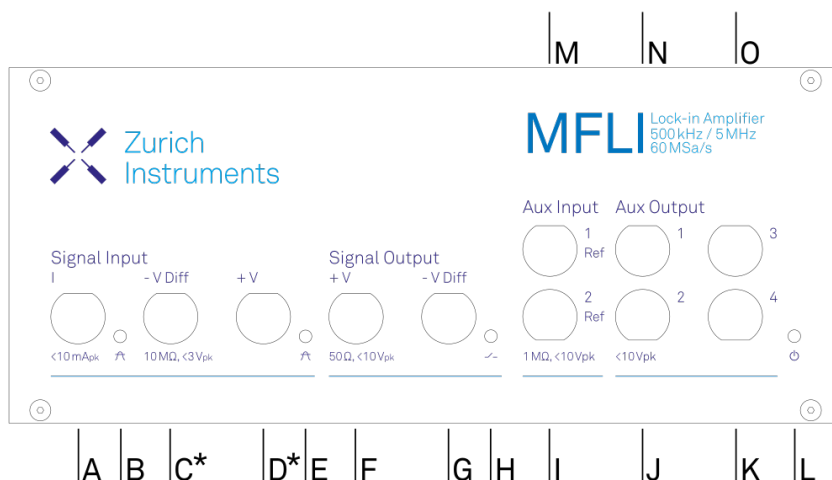 M N O
Zurich
Instruments
MFLI
Lock-in Amplifier
500 kHz / 5 MHz
60 MSa/s
Aux Input Aux Output
1 1 3
Ref
Signal Input Signal Output
I - V Diff + V + V - V Diff
2 2 4
Ref
<10 mApk 10 MΩ, <3 Vpk 50 Ω, <10 Vpk 1 MΩ, <10 Vpk <10 Vpk
A B C* D* E F G H I J K L